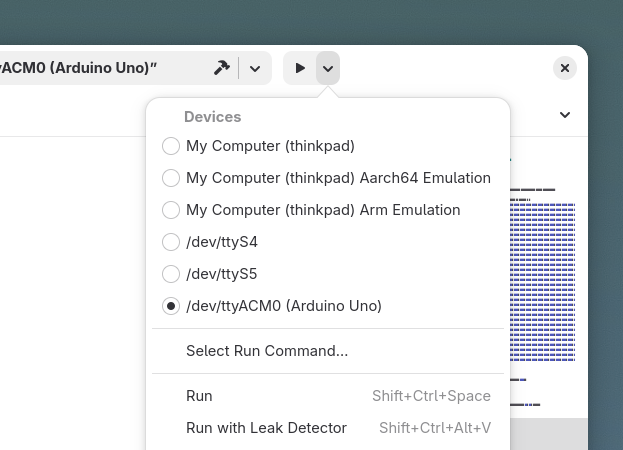 yACM0 (Arduino Uno)”
Devices
My Computer (thinkpad)
My Computer (thinkpad) Aarch64 Emulation
My Computer (thinkpad) Arm Emulation
/dev/ttyS4
/dev/ttyS5
/dev/ttyACM0 (Arduino Uno)
Select Run Command…
Run Shift+Ctrl+Space
Run with Leak Detector Shift+Ctrl+Alt+V